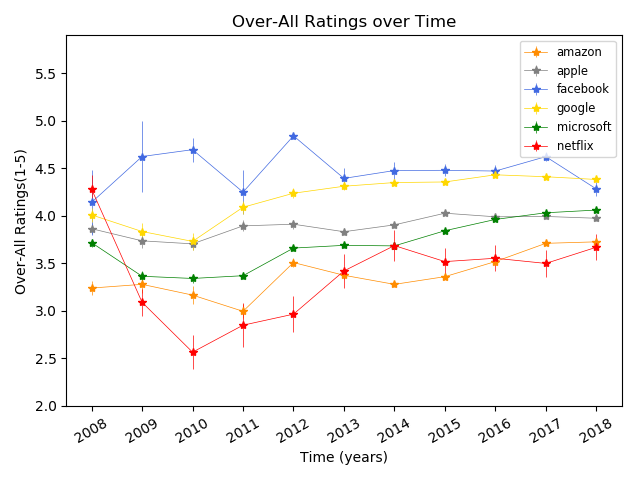 Over-All Ratings over Time
amazon
apple
facebook
google
microsoft
netflix
Over-All Ratings(1-5)
5.5
5.0
4.5
4.0
3.5
3.0
2.5
2.0
2008 2009 2010 2011 2012 2013 2014 2015 2016 2017 2018
Time (years)